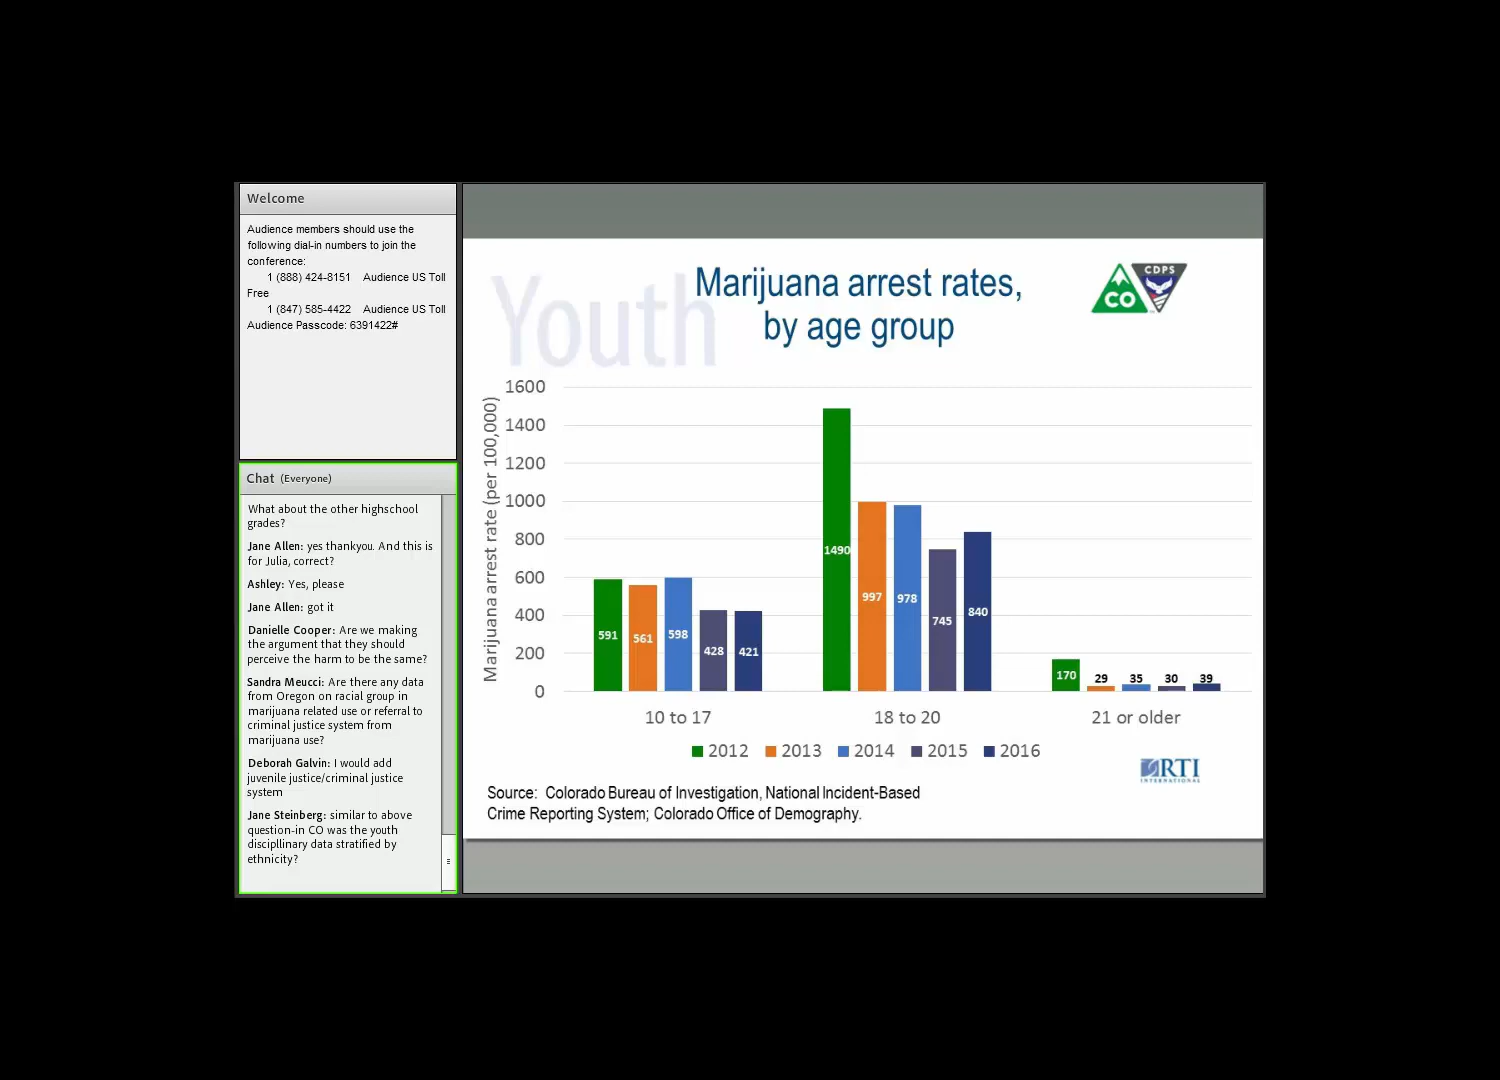 Welcome
Audience members should use the
following dial-in numbers to join the
conference:
1 (888) 424-8151 Audience US Toll
Free
1 (847) 585-4422 Audience US Toll
Audience Passcode: 6391422#
Chat (Everyone)
What about the other highschool
grades?
Jane Allen: yes thankyou. And this is
for Julia, correct?
Ashley: Yes, please
Jane Allen: got it
Danielle Cooper: Are we making
the argument that they should
perceive the harm to be the same?
Sandra Meucci: Are there any data
from Oregon on racial group in
marijuana related use or referral to
criminal justice system from
marijuana use?
Deborah Galvin: I would add
juvenile justice/criminal justice
system
Jane Steinberg: similar to above
question-in CO was the youth
discipllinary data stratified by
ethnicity?
Youth
Marijuana arrest rates,
by age group
CO
CDPS
Marijuana arrest rate (per 100,000)
1600
1400
1200
1000
800
600
400
200
0
591 561 598 428 421
1490 997 978 745 840
170 29 35 30 39
10 to 17 18 to 20 21 or older
2012 2013 2014 2015 2016
RTI
INTERNATIONAL
Source: Colorado Bureau of Investigation, National Incident-Based
Crime Reporting System; Colorado Office of Demography.